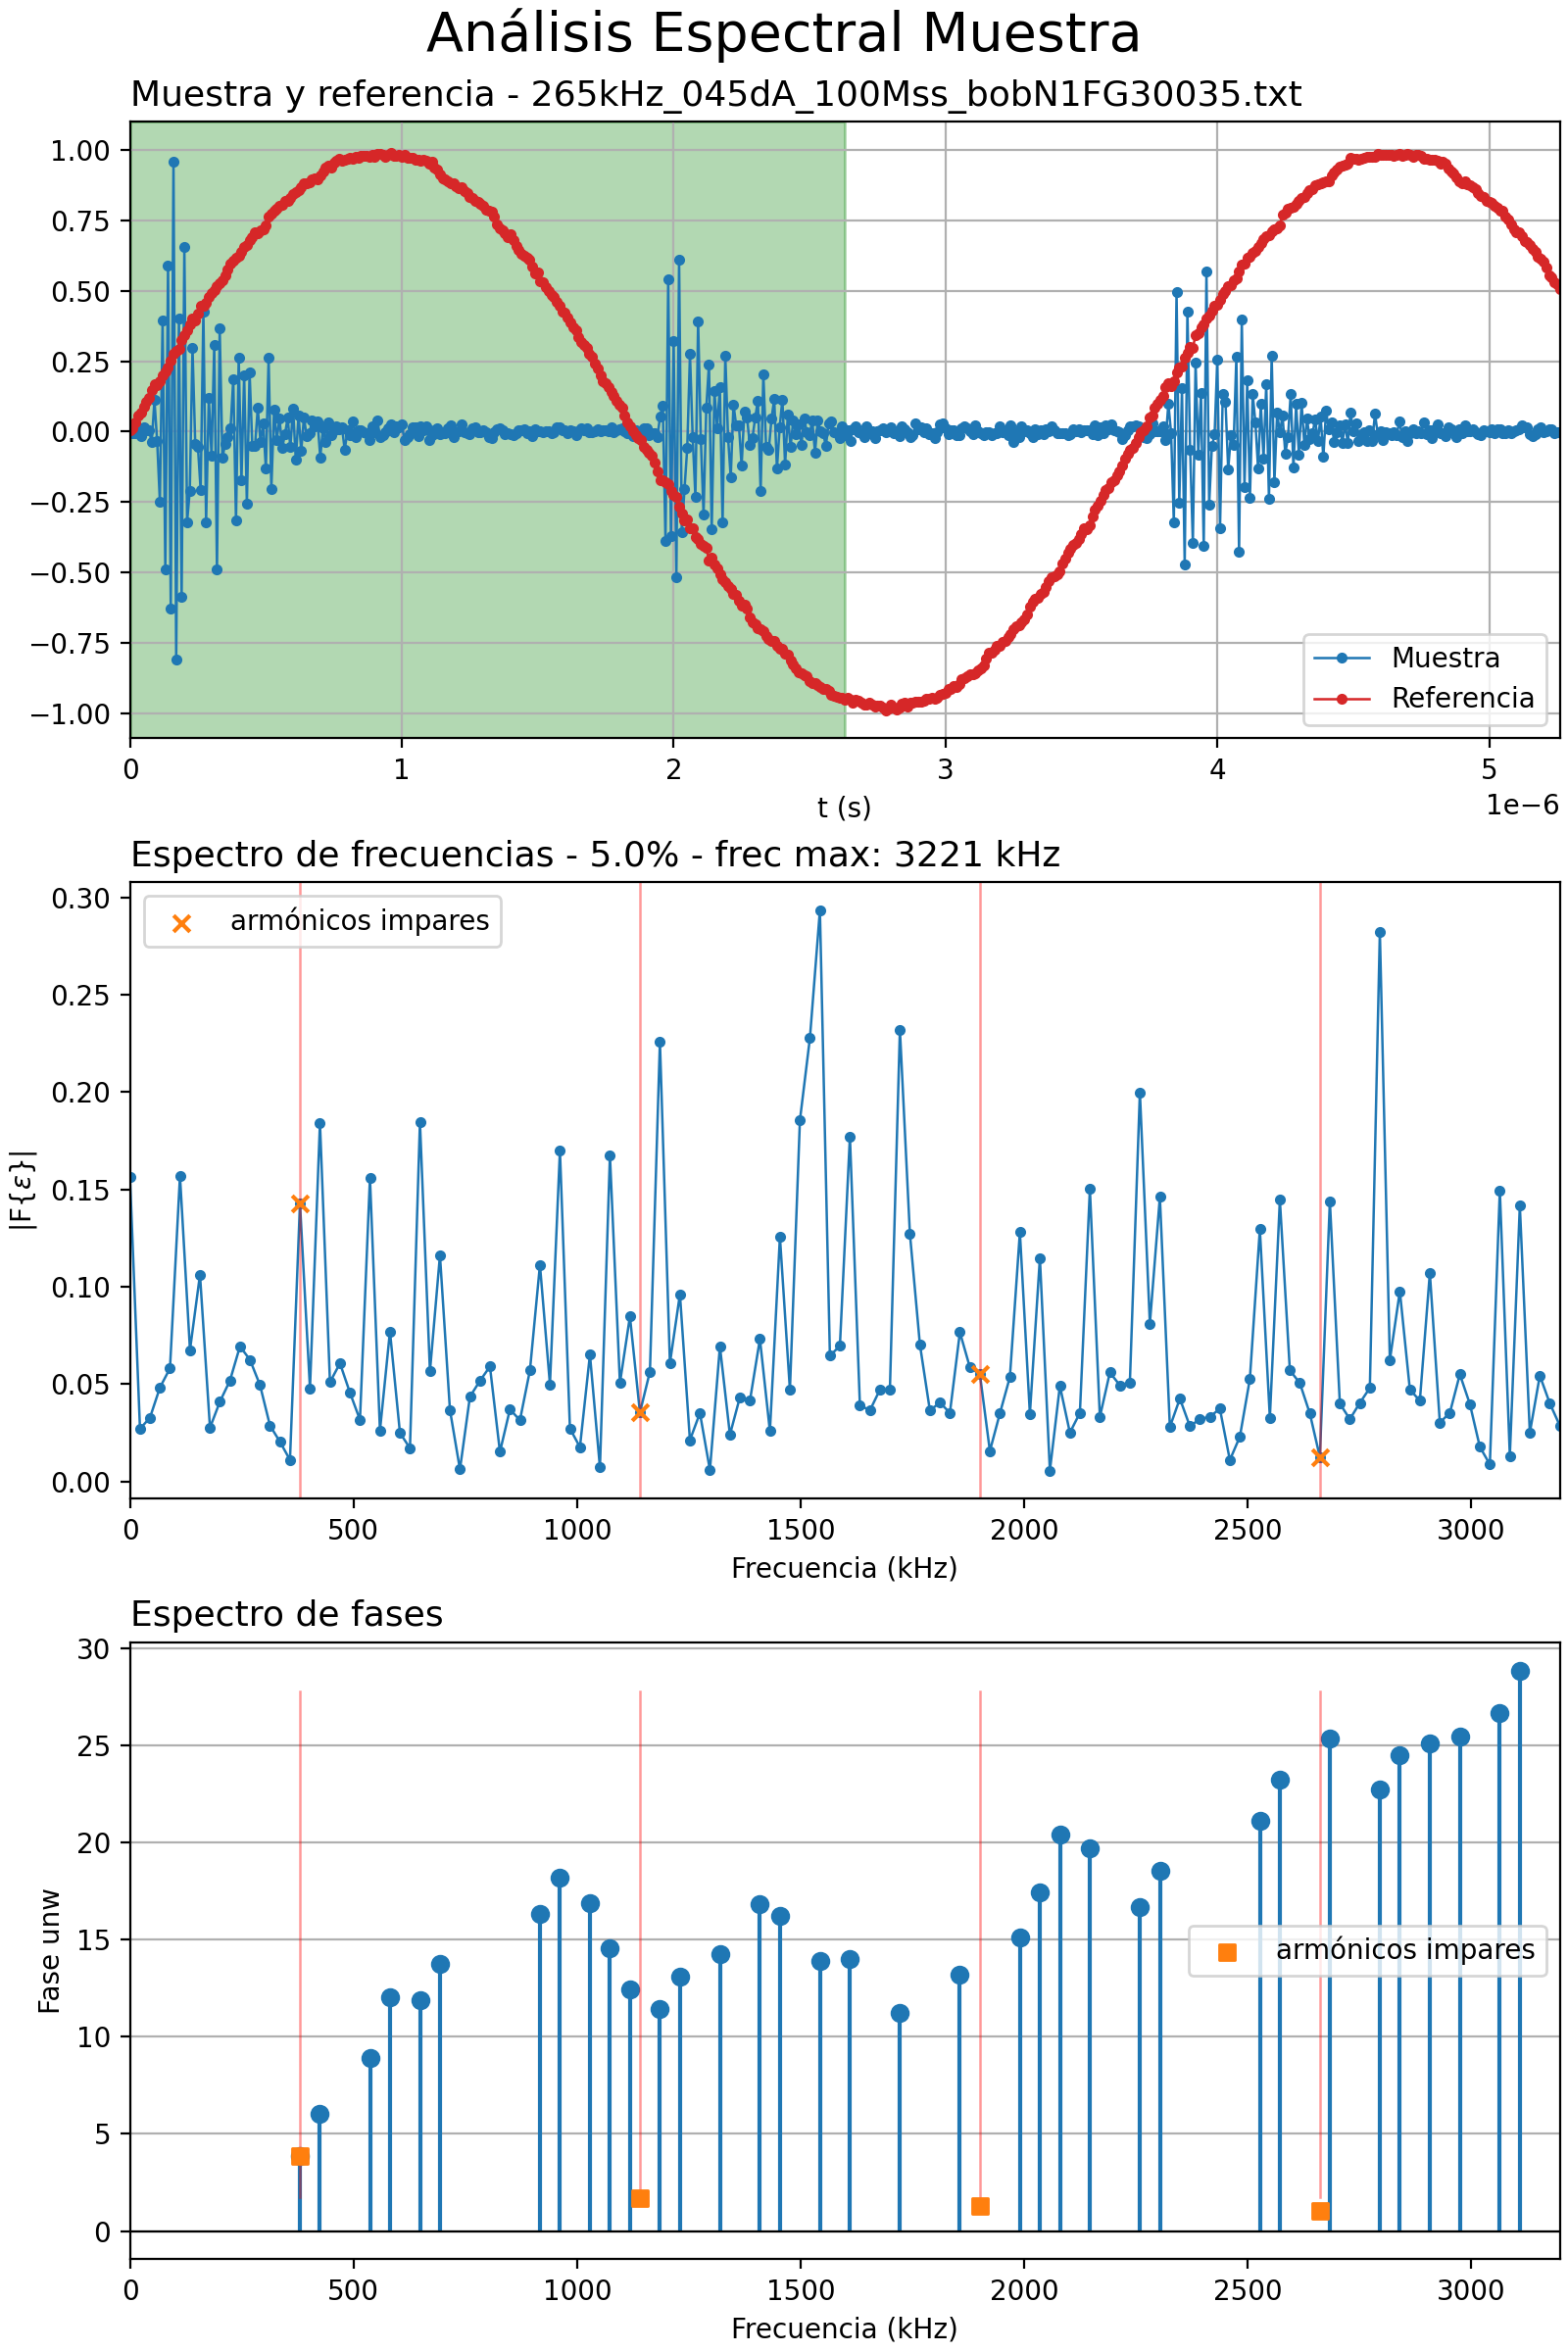 Análisis Espectral Muestra
Muestra y referencia - 265kHz_045dA_100Mss_bobN1FG30035.txt
1.00
0.75
0.50
0.25
0.00
−0.25
−0.50
−0.75
−1.00
Muestra
Referencia
0 1 2 3 4 5
t (s)
1e−6
Espectro de frecuencias - 5.0% - frec max: 3221 kHz
armónicos impares
|F{ε}|
0.30
0.25
0.20
0.15
0.10
0.05
0.00
0 500 1000 1500 2000 2500 3000
Frecuencia (kHz)
Espectro de fases
Fase unw
30
25
20
15
10
5
0
armónicos impares
0 500 1000 1500 2000 2500 3000
Frecuencia (kHz)